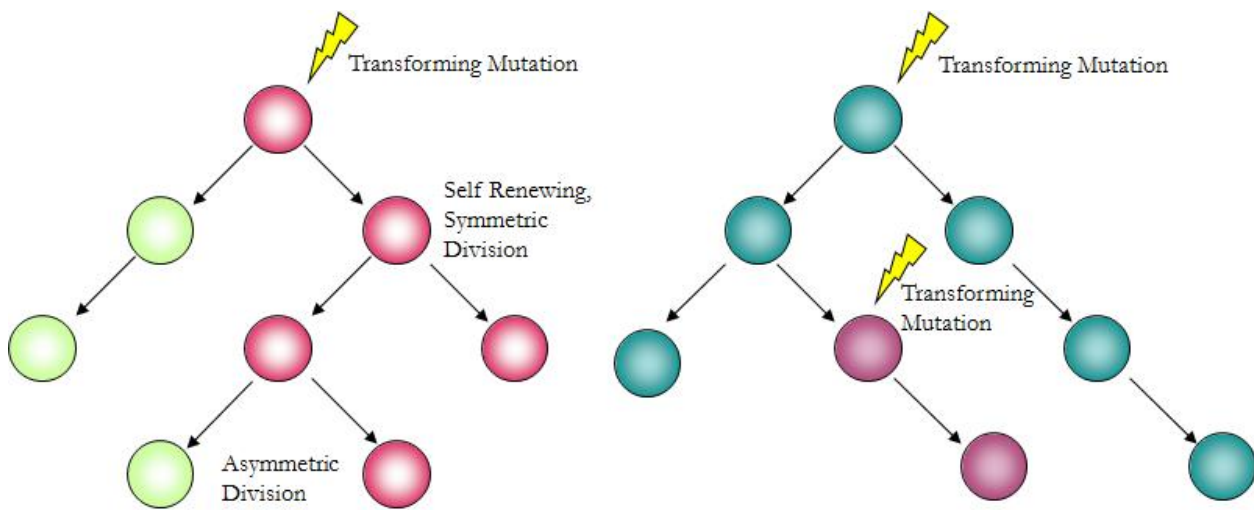 Transforming Mutation
Self Renewing,
Symmetric
Division
Asymmetric
Division
Transforming Mutation
Transforming
Mutation